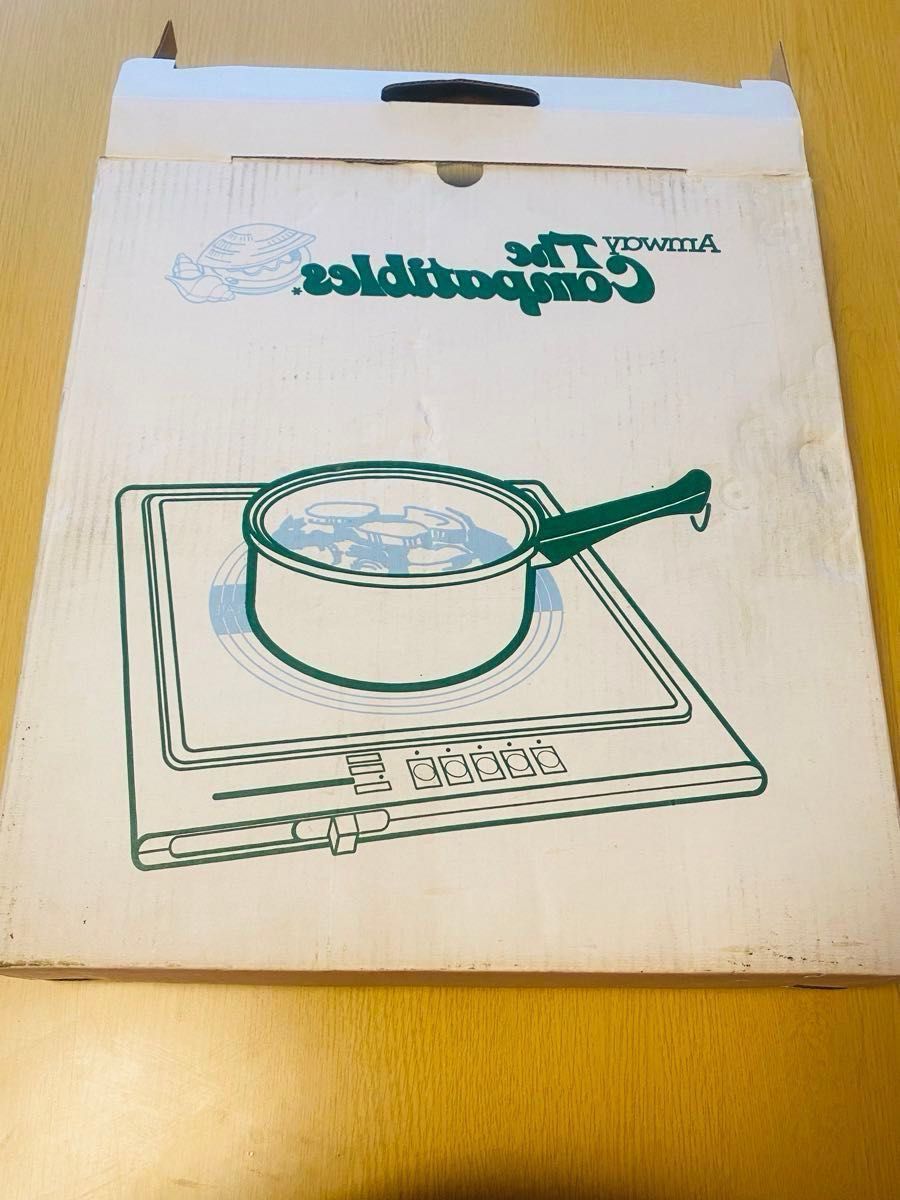 Amway
The
Compatibles*